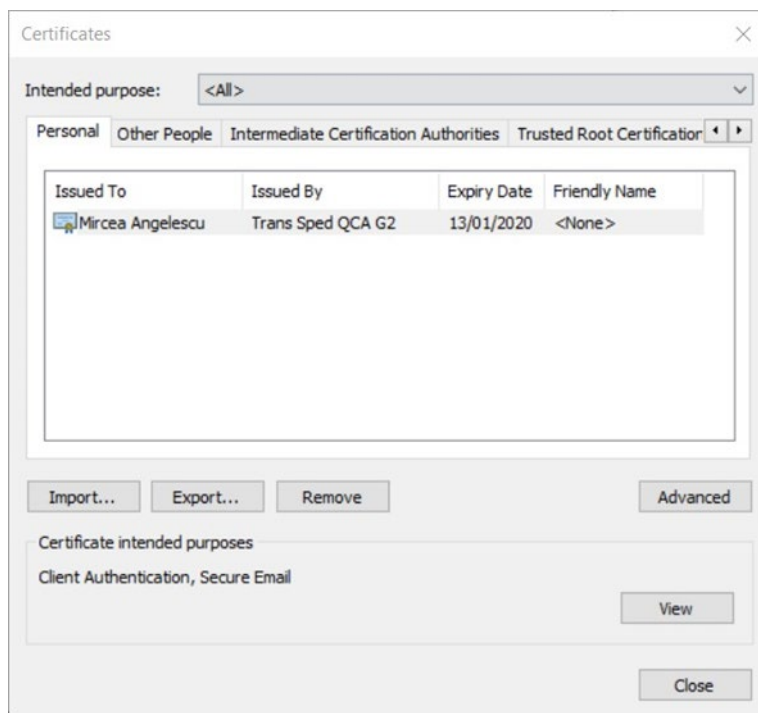 Certificates
Intended purpose: <All>
Personal Other People Intermediate Certification Authorities Trusted Root Certification
Issued To Issued By Expiry Date Friendly Name
Mircea Angelescu Trans Sped QCA G2 13/01/2020 <None>
Import... Export... Remove Advanced
Certificate intended purposes
Client Authentication, Secure Email
View
Close